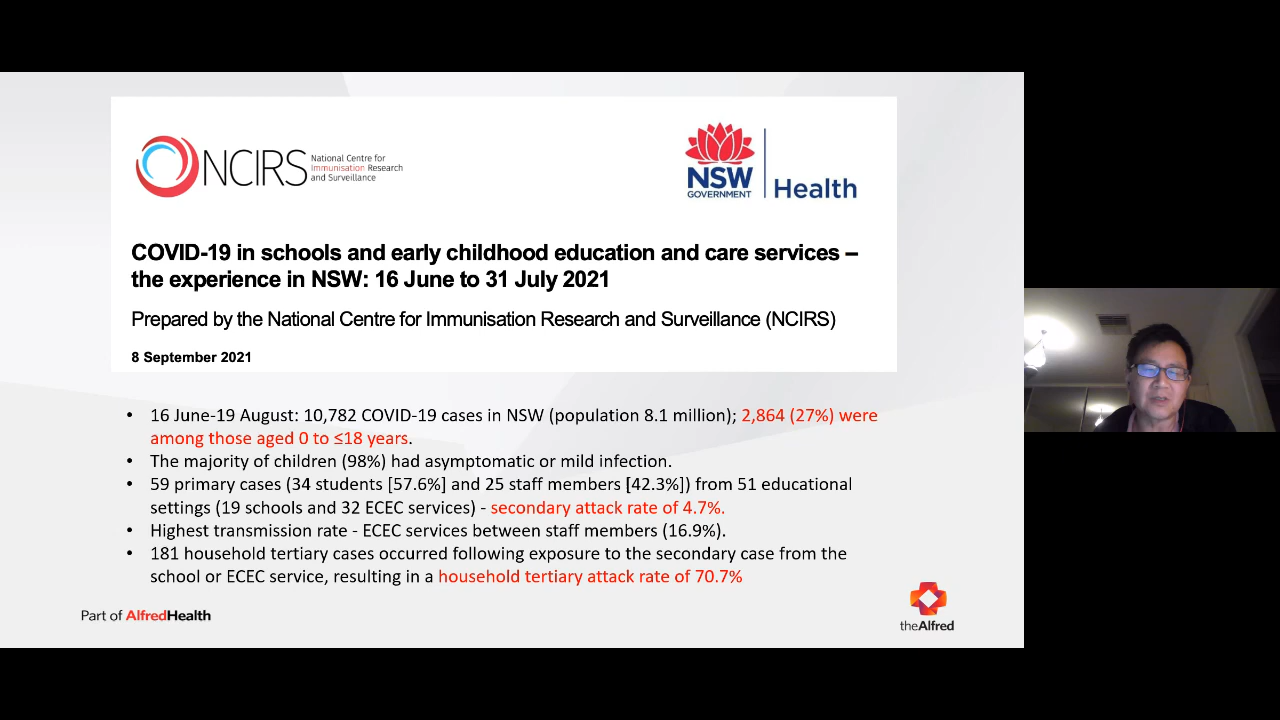 NCIRS
National Centre for
Immunisation Research
and Surveillance
NSW
GOVERNMENT
Health
COVID-19 in schools and early childhood education and care services –
the experience in NSW: 16 June to 31 July 2021
Prepared by the National Centre for Immunisation Research and Surveillance (NCIRS)
8 September 2021
• 16 June-19 August: 10,782 COVID-19 cases in NSW (population 8.1 million); 2,864 (27%) were
among those aged 0 to ≤18 years.
• The majority of children (98%) had asymptomatic or mild infection.
• 59 primary cases (34 students [57.6%] and 25 staff members [42.3%]) from 51 educational
settings (19 schools and 32 ECEC services) - secondary attack rate of 4.7%.
• Highest transmission rate - ECEC services between staff members (16.9%).
• 181 household tertiary cases occurred following exposure to the secondary case from the
school or ECEC service, resulting in a household tertiary attack rate of 70.7%
Part of AlfredHealth
theAlfred